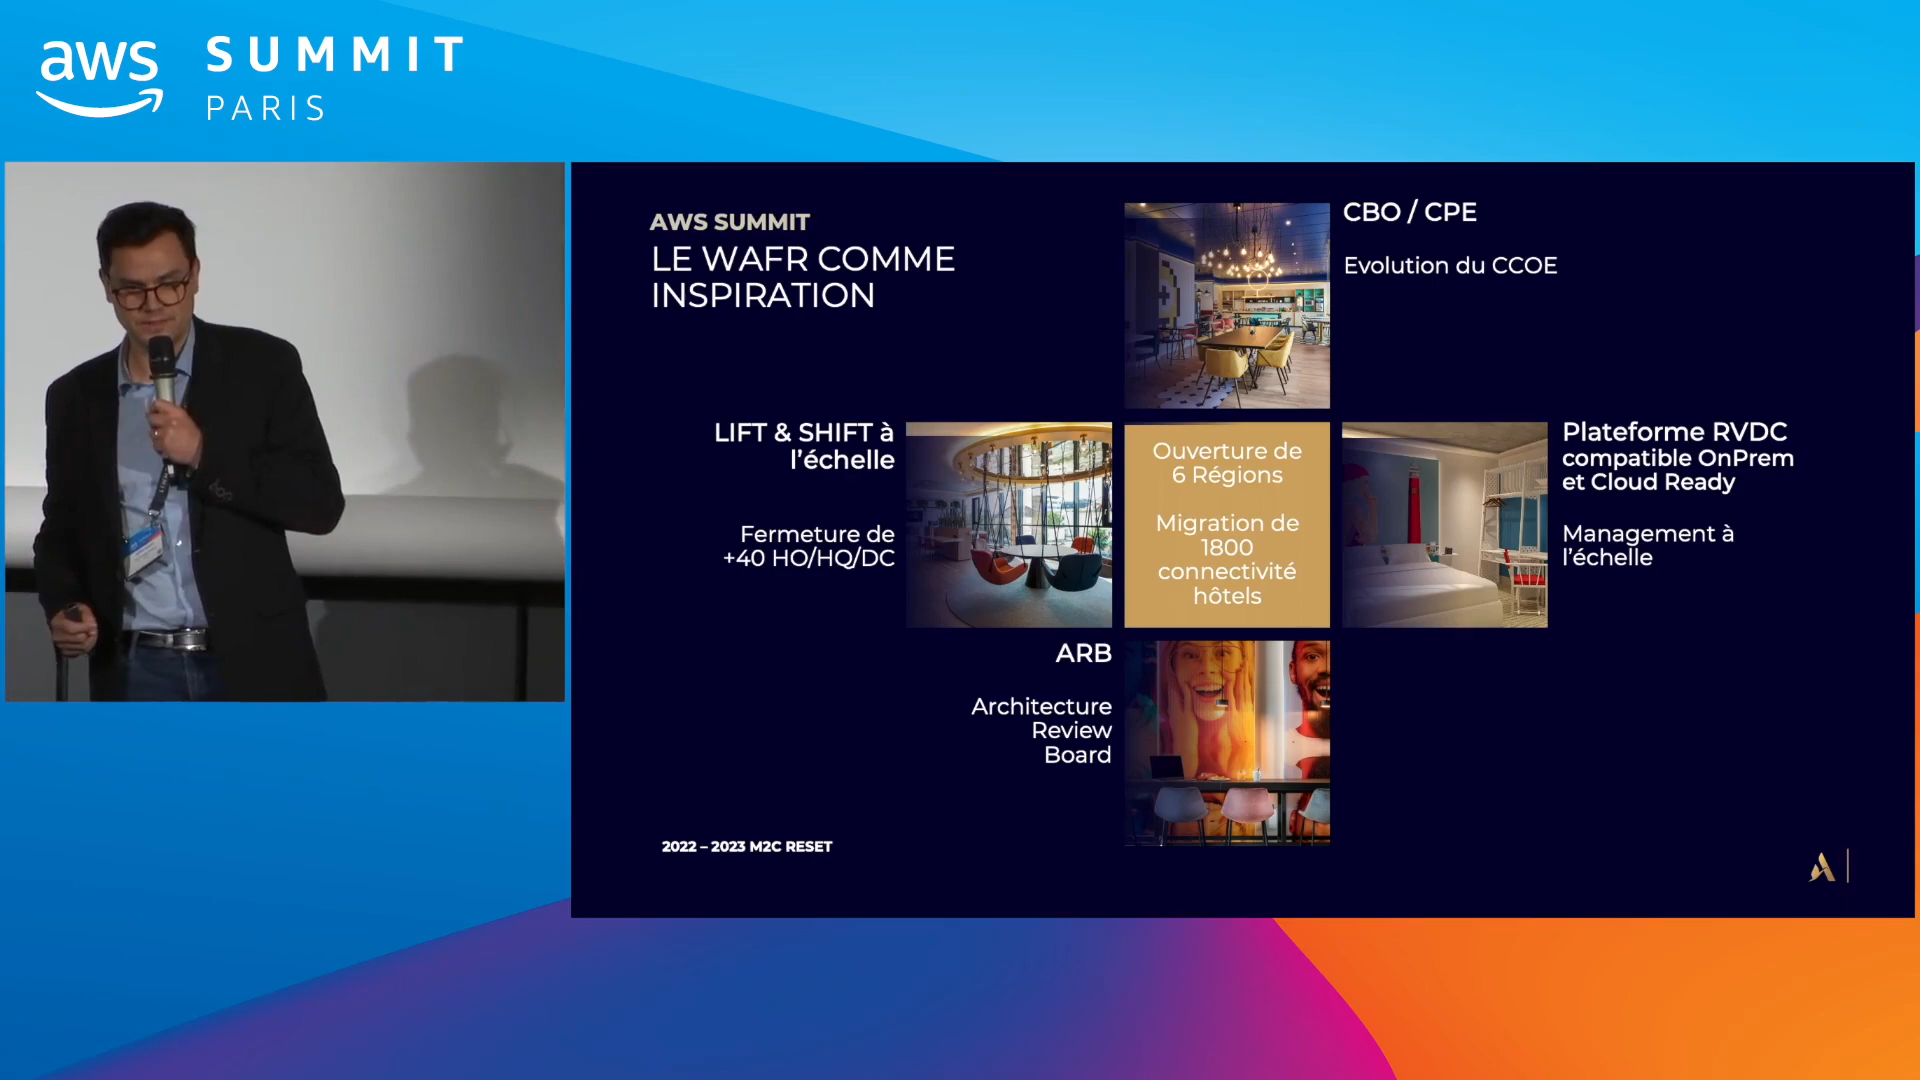 aws
SUMMIT
PARIS
AWS SUMMIT
LE WAFR COMME
INSPIRATION
CBO / CPE
Evolution du CCOE
LIFT & SHIFT à
l'échelle
Fermeture de
+40 HO/HQ/DC
Ouverture de
6 Régions
Migration de
1800
connectivité
hôtels
Plateforme RVDC
compatible OnPrem
et Cloud Ready
Management à
l'échelle
ARB
Architecture
Review
Board
2022 – 2023 M2C RESET